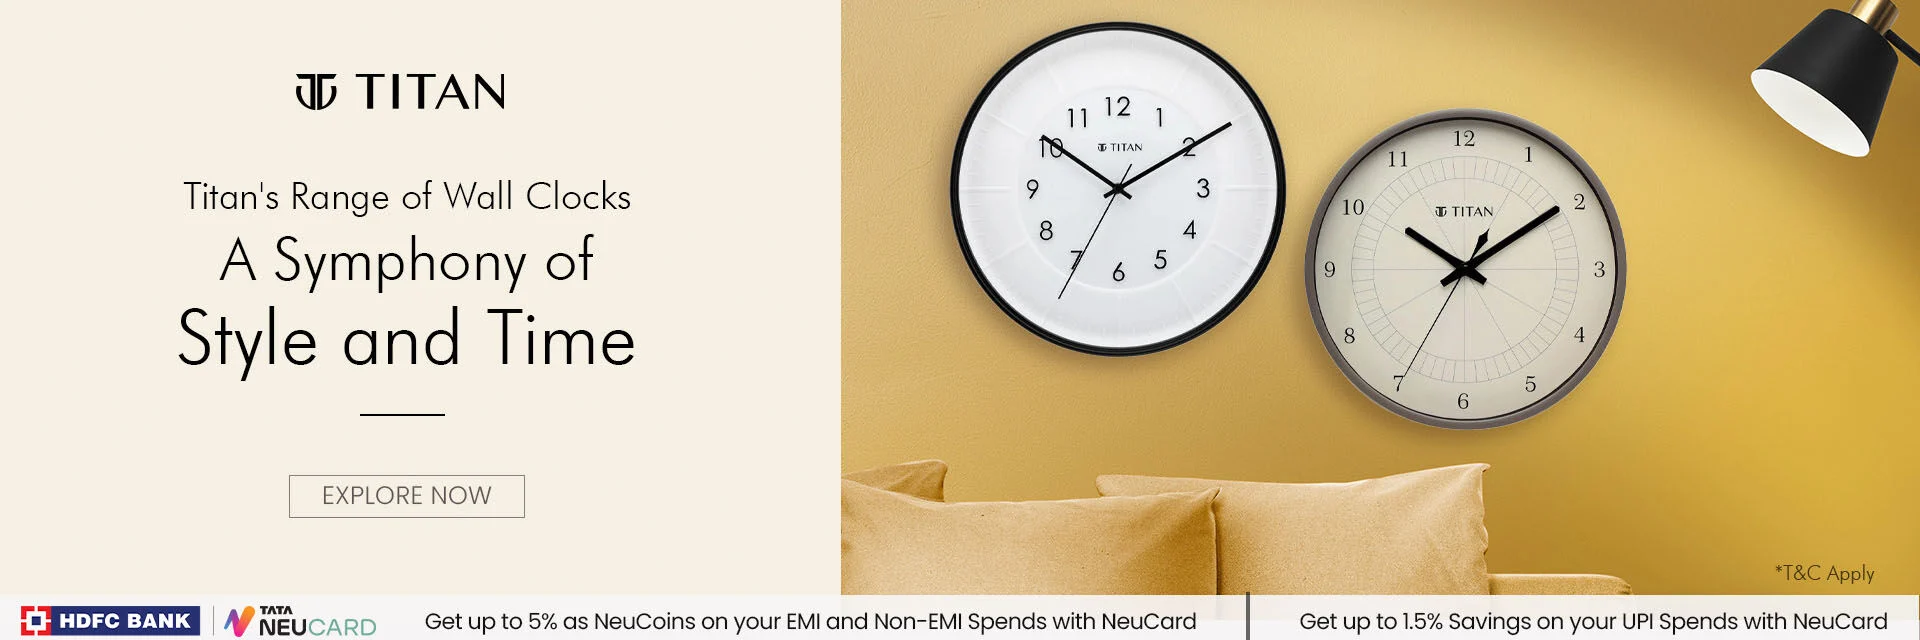 TITAN
Titan's Range of Wall Clocks
A Symphony of
Style and Time
EXPLORE NOW
12
11
1
10
2
TITAN
9
3
8
4
7
5
6
12
11
1
10
2
TITAN
9
3
8
4
7
5
6
*T&C Apply
HDFC BANK
TATA
NEUCARD
Get up to 5% as NeuCoins on your EMI and Non-EMI Spends with NeuCard
Get up to 1.5% Savings on your UPI Spends with NeuCard